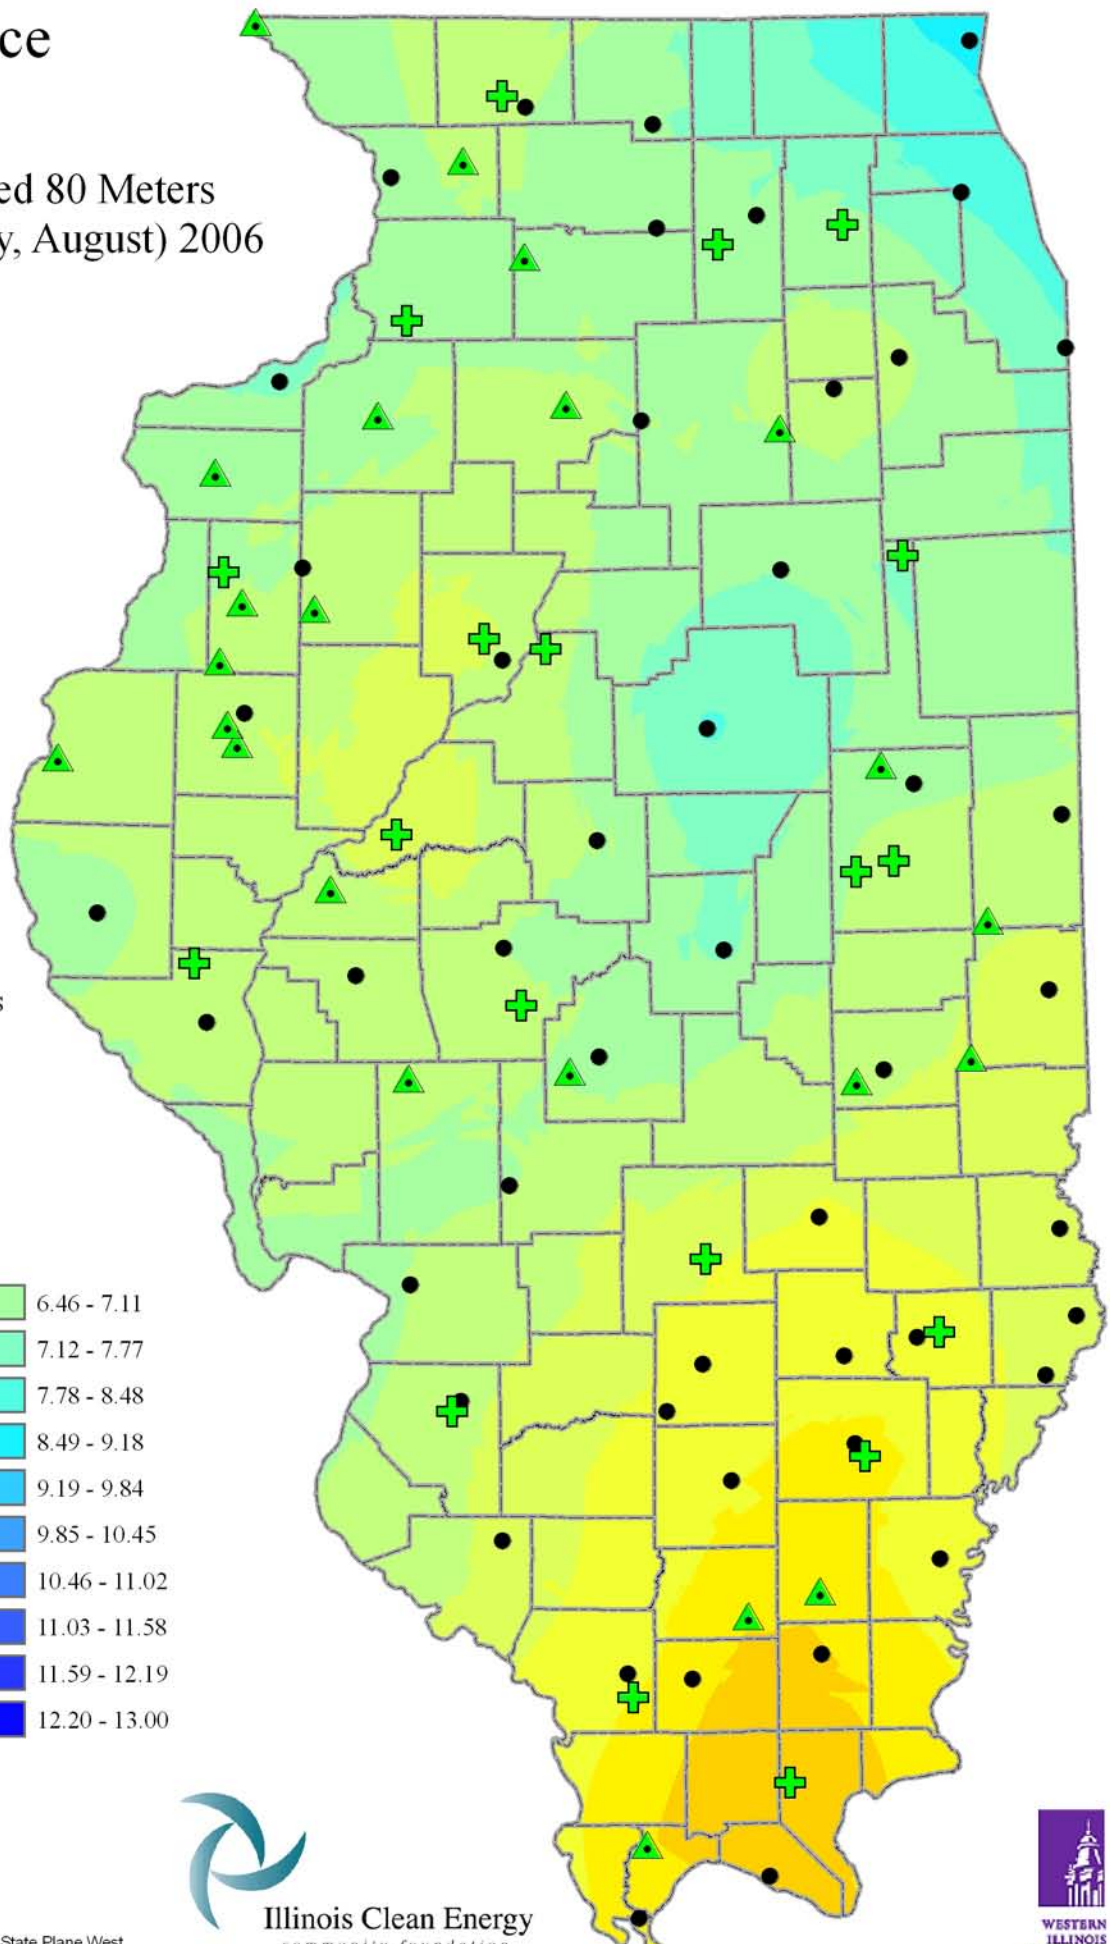 ce
ed 80 Meters
y, August) 2006
s
6.46 - 7.11
7.12 - 7.77
7.78 - 8.48
8.49 - 9.18
9.19 - 9.84
9.85 - 10.45
10.46 - 11.02
11.03 - 11.58
11.59 - 12.19
12.20 - 13.00
Illinois Clean Energy
community foundation
WESTERN
ILLINOIS
State Plane West